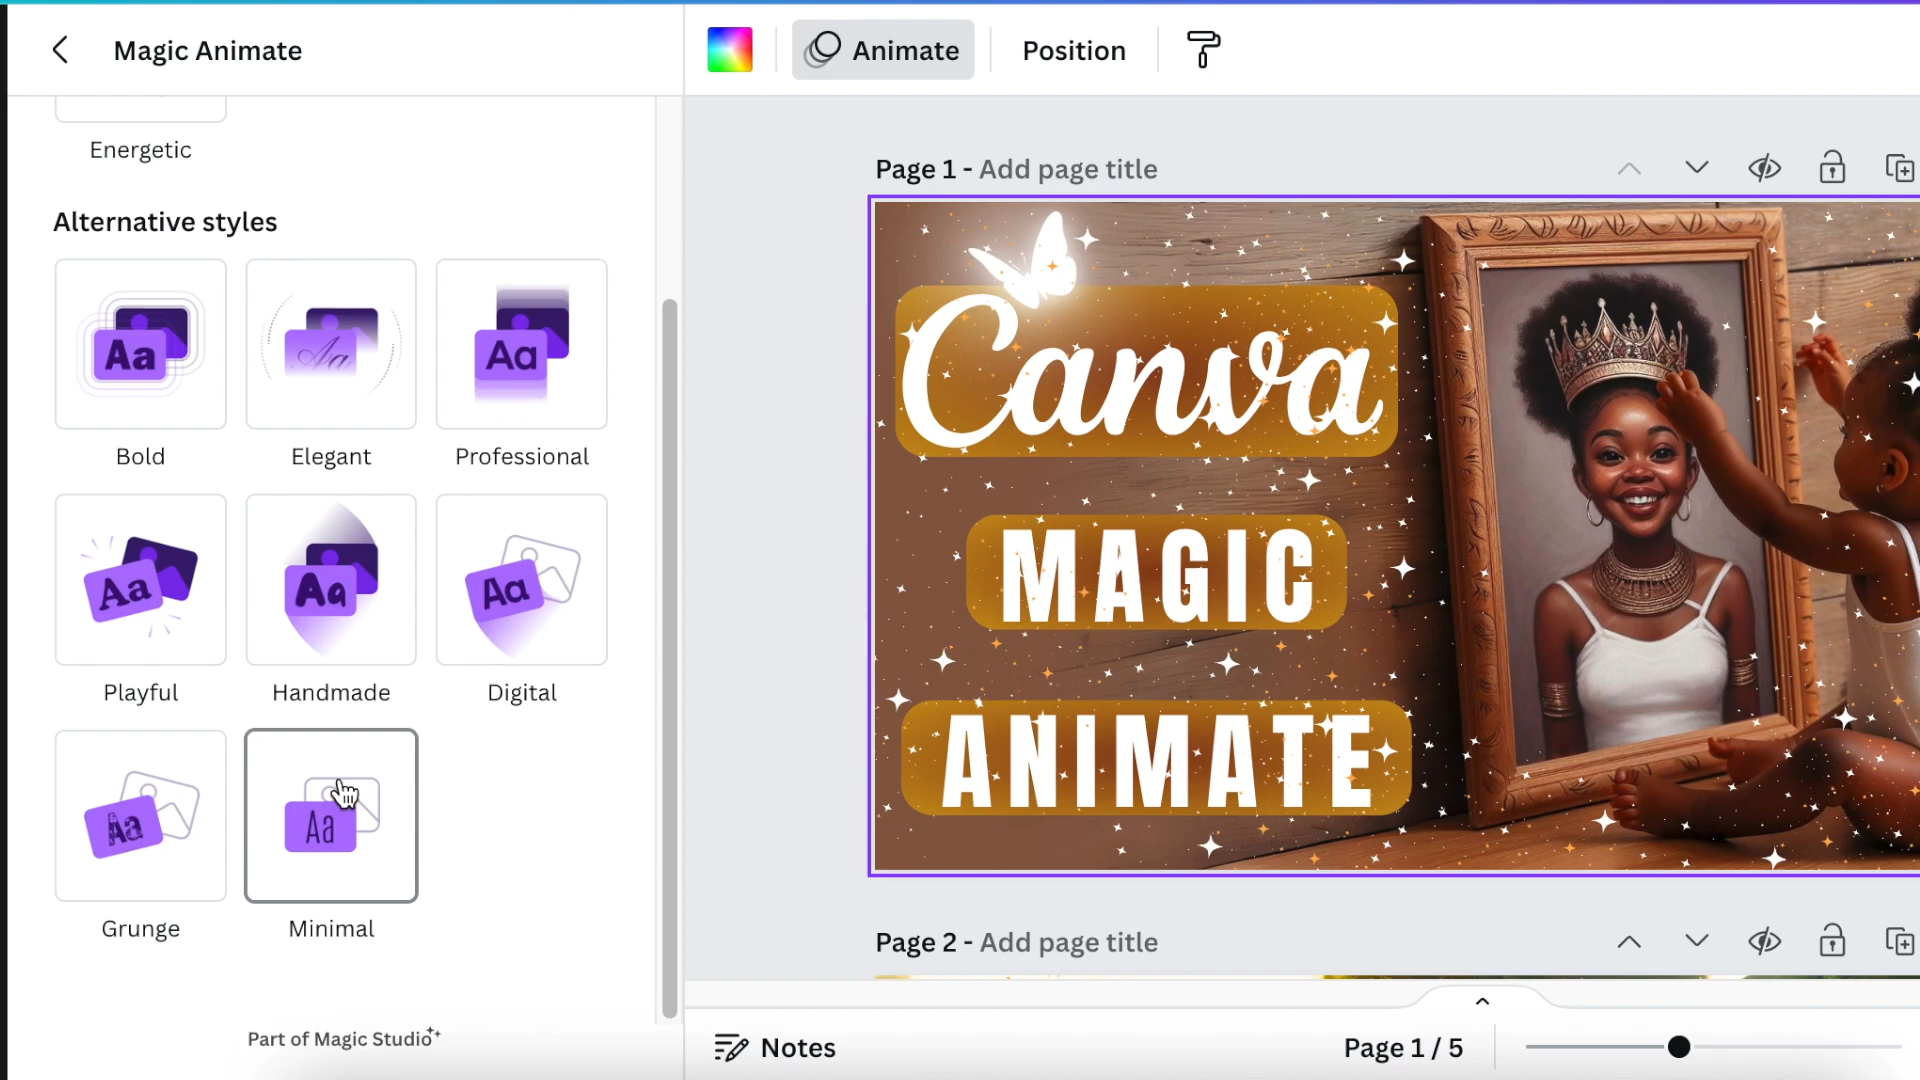 Magic Animate
Animate
Position
Energetic
Alternative styles
Aa
Aa
Aa
Bold
Elegant
Professional
Aa
Aa
Aa
Playful
Handmade
Digital
Aa
Aa
Grunge
Minimal
Part of Magic Studio
Page 1 - Add page title
Canva
MAGIC
ANIMATE
Page 2 - Add page title
Notes
Page 1 / 5